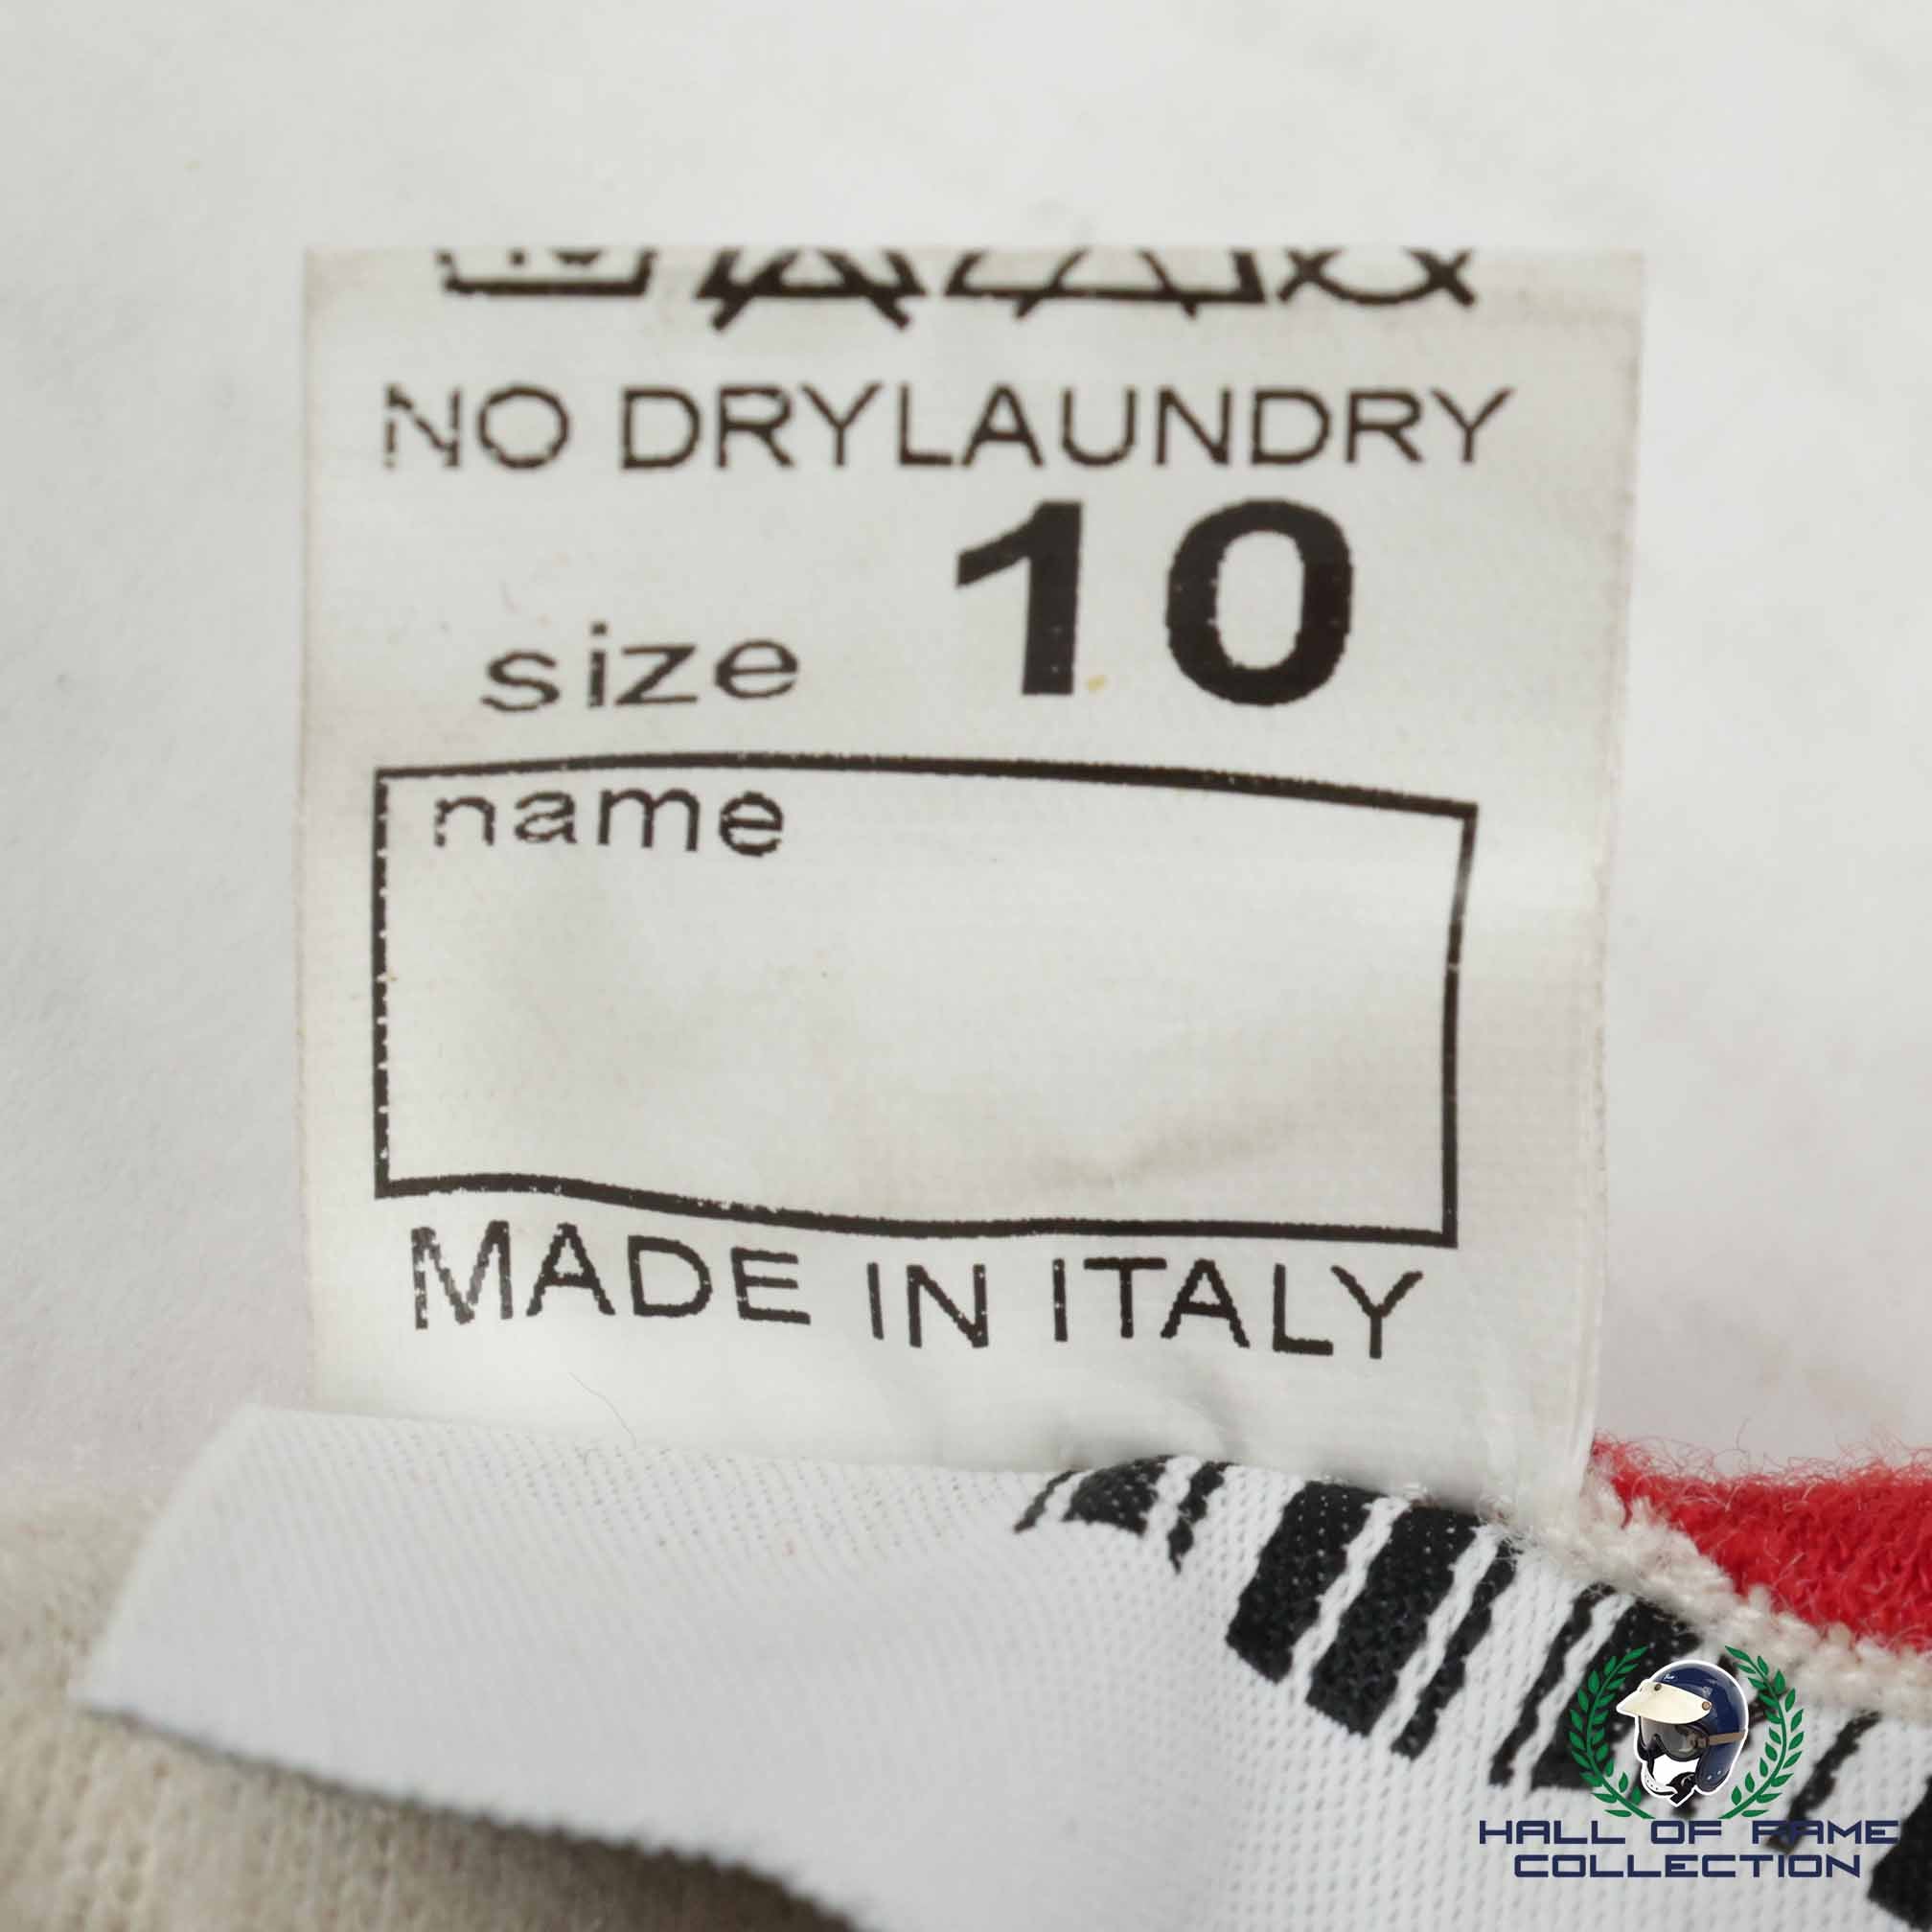 NO DRYLAUNDRY
size 10
name
MADE IN ITALY
HALL OF FAME
COLLECTION